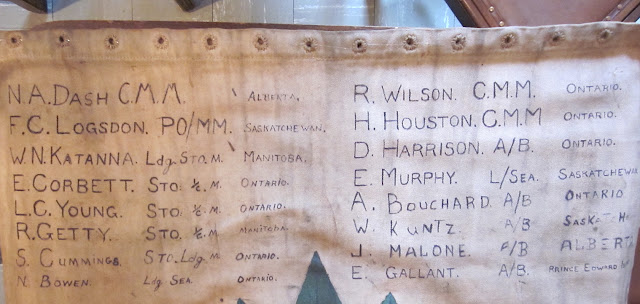 N.A. DASH C.M.M. ALBERTA.
F.C. LOGSDON. PO/MM. SASKATCHEWAN.
W.N. KATANNA. Ldg. STO. M. MANITOBA.
E. CORBETT. STO. ½. M. ONTARIO.
L.C. YOUNG. STO. ½. M. ONTARIO.
R. GETTY. STO. ½. M MANITOBA.
S. CUMMINGS. STO. Ldg. M. ONTARIO.
N. BOWEN. Ldg. SEA. ONTARIO.
R. WILSON. C.M.M. ONTARIO.
H. HOUSTON. C.M.M ONTARIO.
D. HARRISON. A/B. ONTARIO.
E. MURPHY. L/SEA. SASKATCHEWAN
A. BOUCHARD. A/B ONTARIO
W. KUNTZ. A/B
J. MALONE. ALBERTA
E. GALLANT. A/B. PRINCE EDWARD